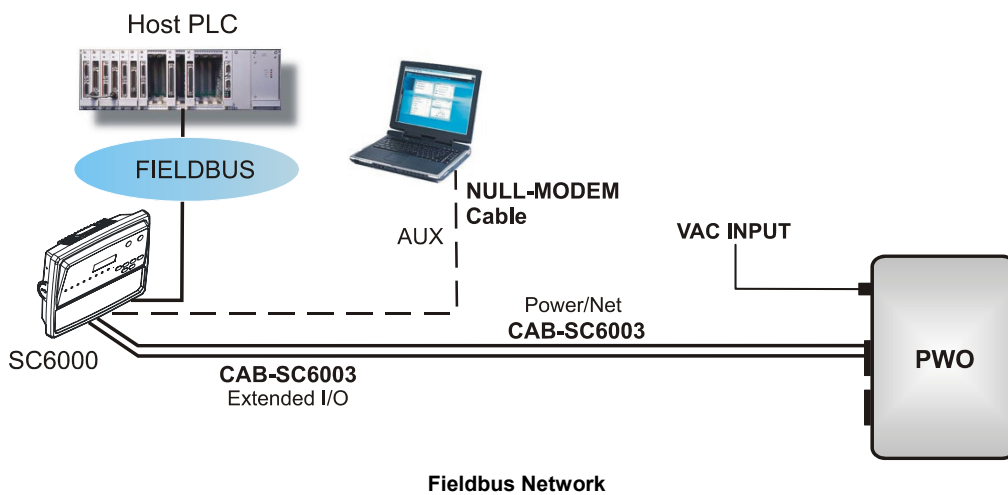 Host PLC
FIELDBUS
NULL-MODEM
Cable
AUX
VAC INPUT
Power/Net
CAB-SC6003
PWO
SC6000
CAB-SC6003
Extended I/O
Fieldbus Network